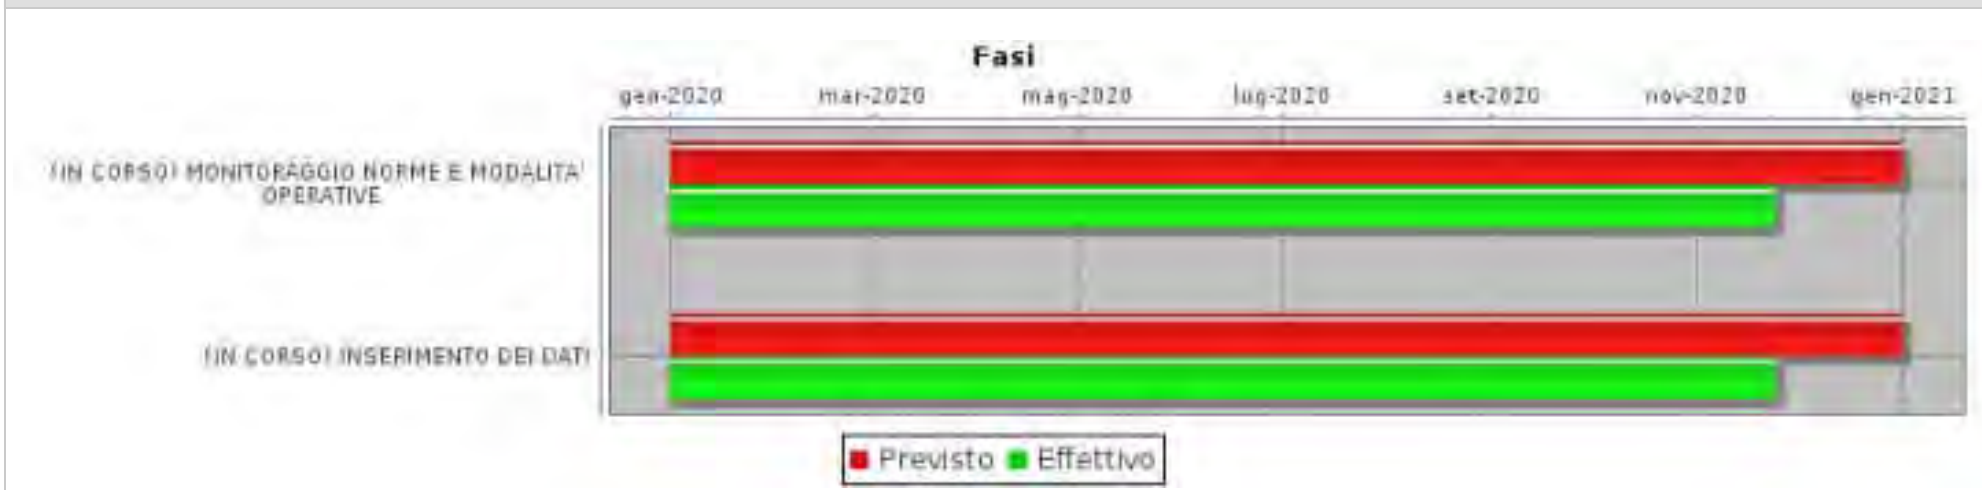 Fasi
gen-2020 mar-2020 mag-2020 lug-2020 set-2020 nov-2020 gen-2021
(IN CORSO) MONITORAGGIO NORME E MODALITA'
OPERATIVE
(IN CORSO) INSERIMENTO DEI DATI
Previsto Effettivo